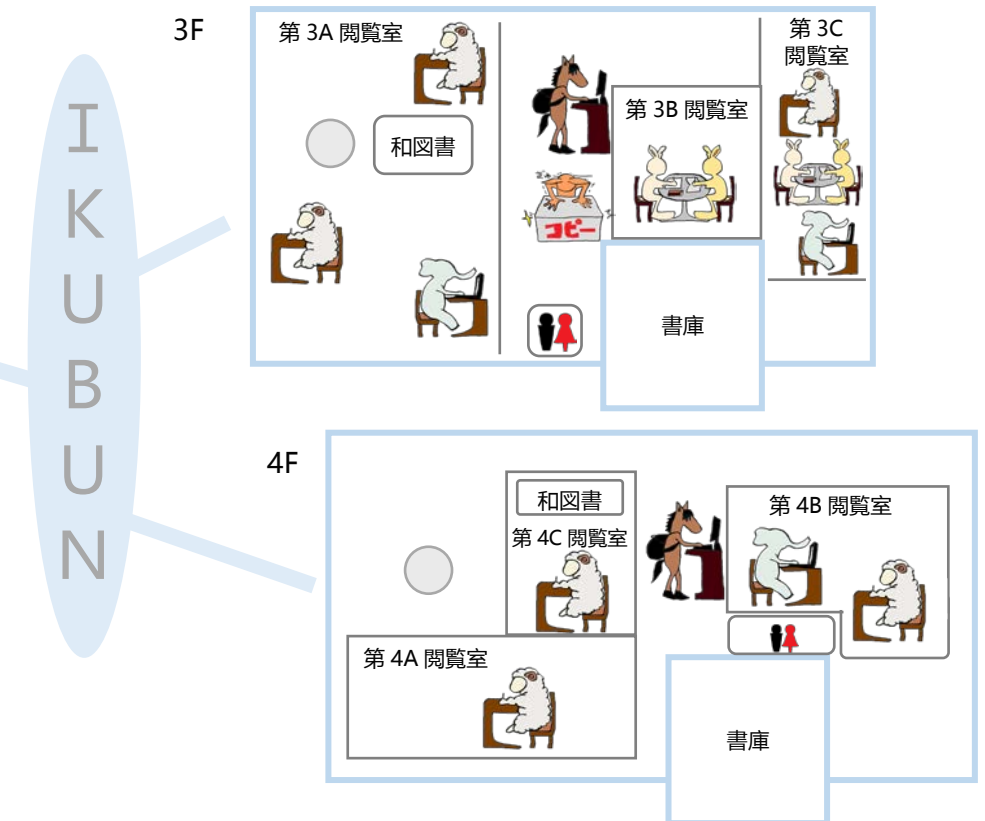 IKUBUN
3F
第 3A 閲覧室
和図書
コピー
第 3B 閲覧室
第 3C
閲覧室
書庫
4F
和図書
第 4C 閲覧室
第 4A 閲覧室
第 4B 閲覧室
書庫